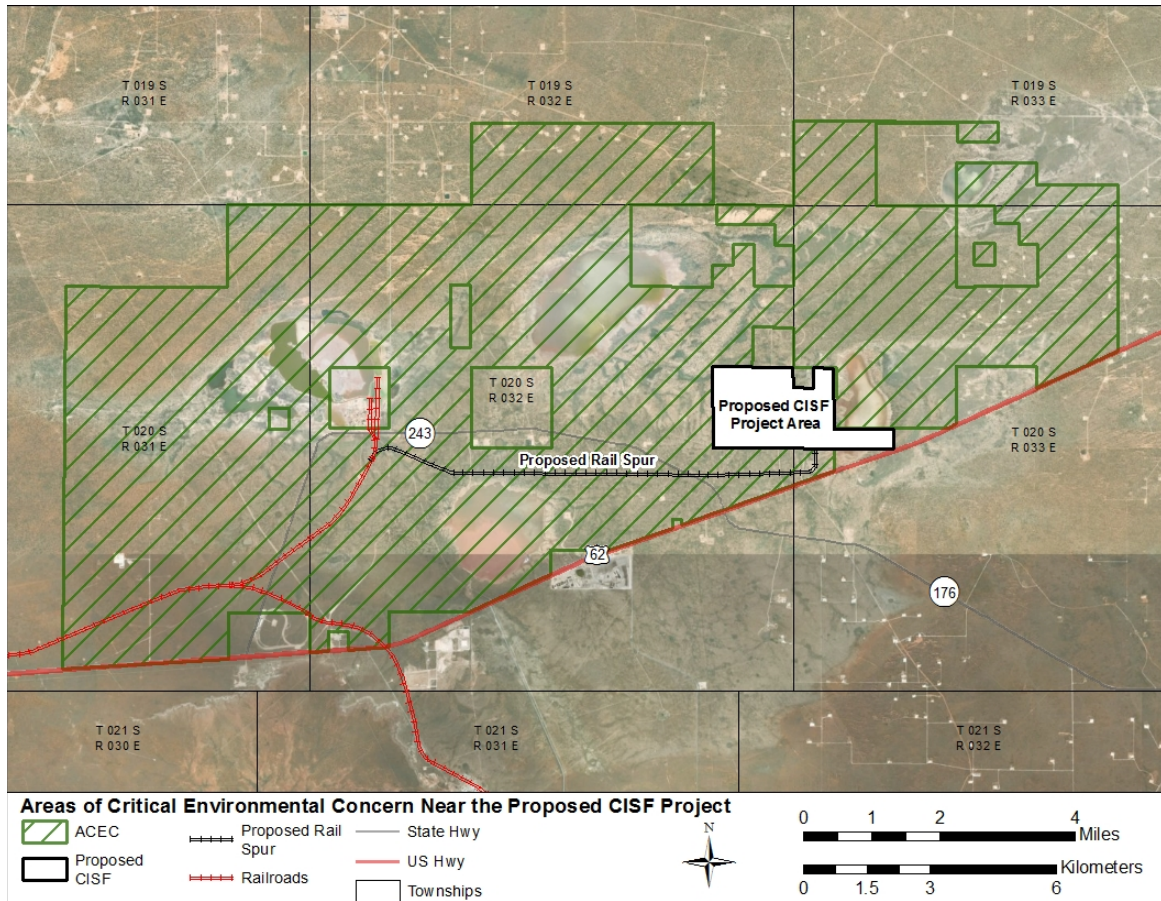 T 019 S
R 031 E
T 019 S
R 032 E
T 019 S
R 033 E
T 020 S
R 031 E
T 020 S
R 032 E
T 020 S
R 033 E
243
Proposed CISF
Project Area
Proposed Rail Spur
62
176
T 021 S
R 030 E
T 021 S
R 031 E
T 021 S
R 032 E
Areas of Critical Environmental Concern Near the Proposed CISF Project
ACEC
Proposed
CISF
Proposed Rail
Spur
Railroads
State Hwy
US Hwy
Townships
N
0 1 2 4
Miles
Kilometers
0 1.5 3 6